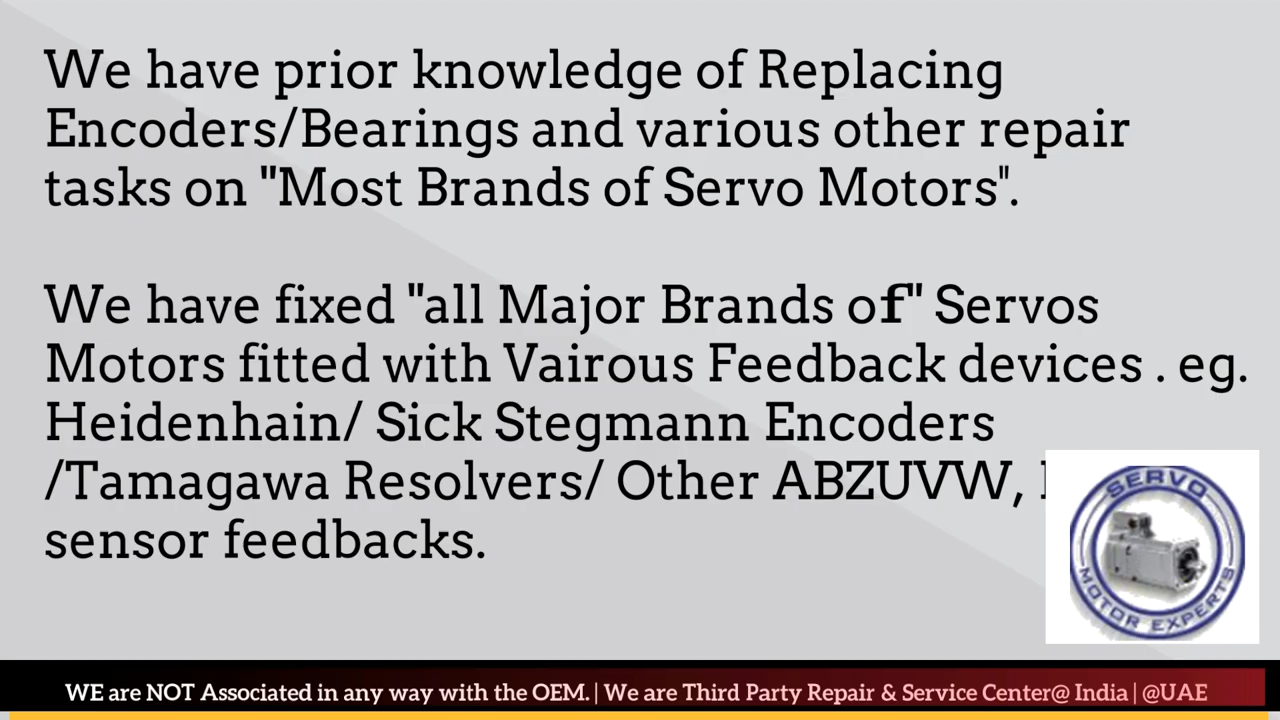 We have prior knowledge of Replacing
Encoders/Bearings and various other repair
tasks on "Most Brands of Servo Motors".
We have fixed "all Major Brands of" Servos
Motors fitted with Vairous Feedback devices . eg.
Heidenhain/ Sick Stegmann Encoders
/Tamagawa Resolvers/ Other ABZUVW,
sensor feedbacks.
SERVO
MOTOR EXPERTS
WE are NOT Associated in any way with the OEM. | We are Third Party Repair & Service Center@ India | @UAE